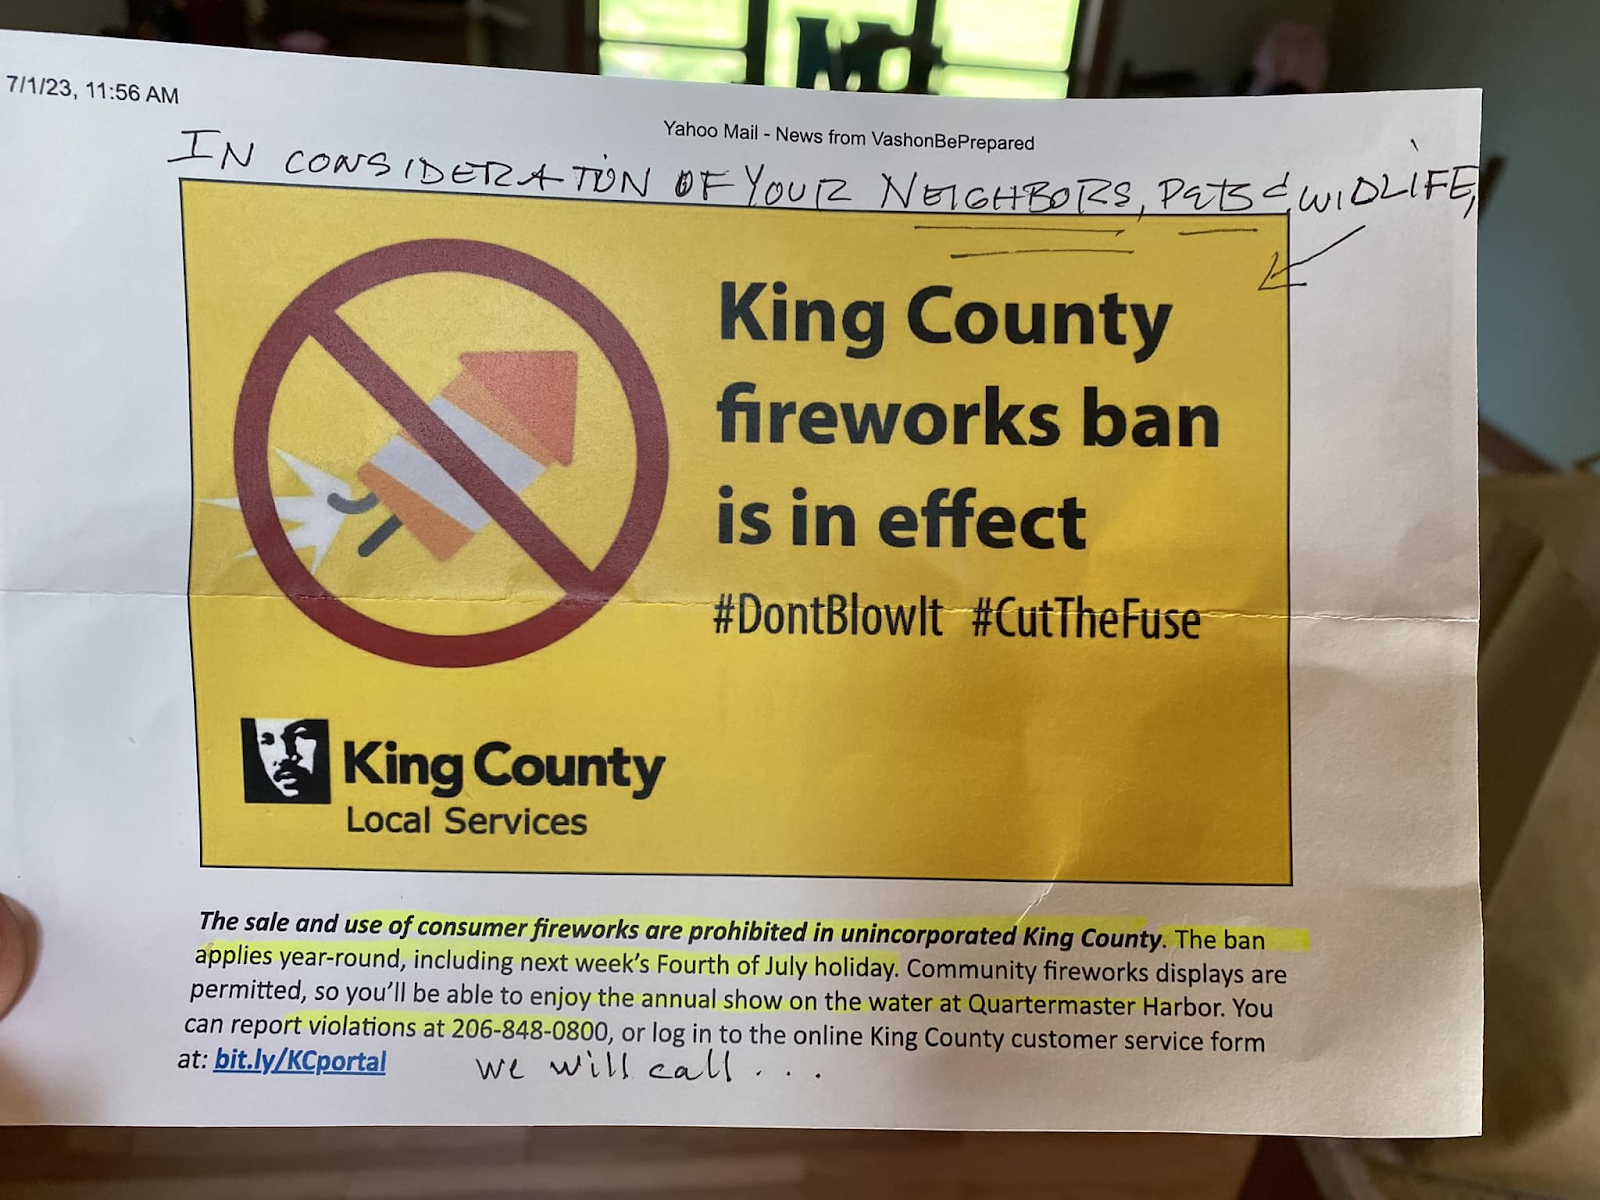 7/1/23, 11:56 AM
Yahoo Mail - News from VashonBePrepared
IN CONSIDERATION OF YOUR NEIGHBORS, PETS & WIDLIFE,
King County
fireworks ban
is in effect
#DontBlowIt #CutTheFuse
King County
Local Services
The sale and use of consumer fireworks are prohibited in unincorporated King County. The ban
applies year-round, including next week's Fourth of July holiday. Community fireworks displays are
permitted, so you'll be able to enjoy the annual show on the water at Quartermaster Harbor. You
can report violations at 206-848-0800, or log in to the online King County customer service form
at: bit.ly/KCportal
we will call...